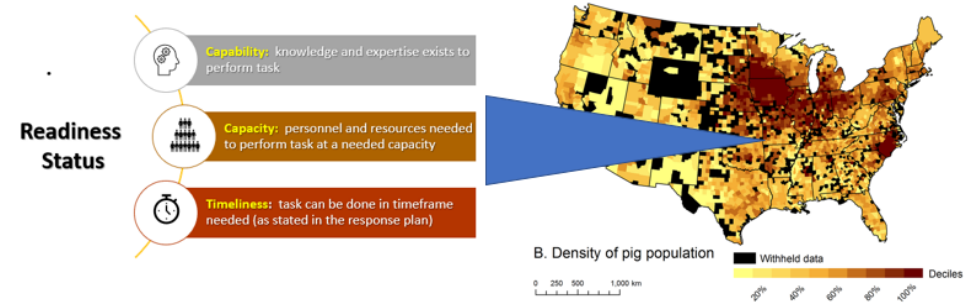 Readiness
Status
Capability: knowledge and expertise exists to
perform task
Capacity: personnel and resources needed
to perform task at a needed capacity
Timeliness: task can be done in timeframe
needed (as stated in the response plan)
B. Density of pig population
Withheld data
Deciles
0 250 500 1,000 km
20% 40% 60% 80% 100%